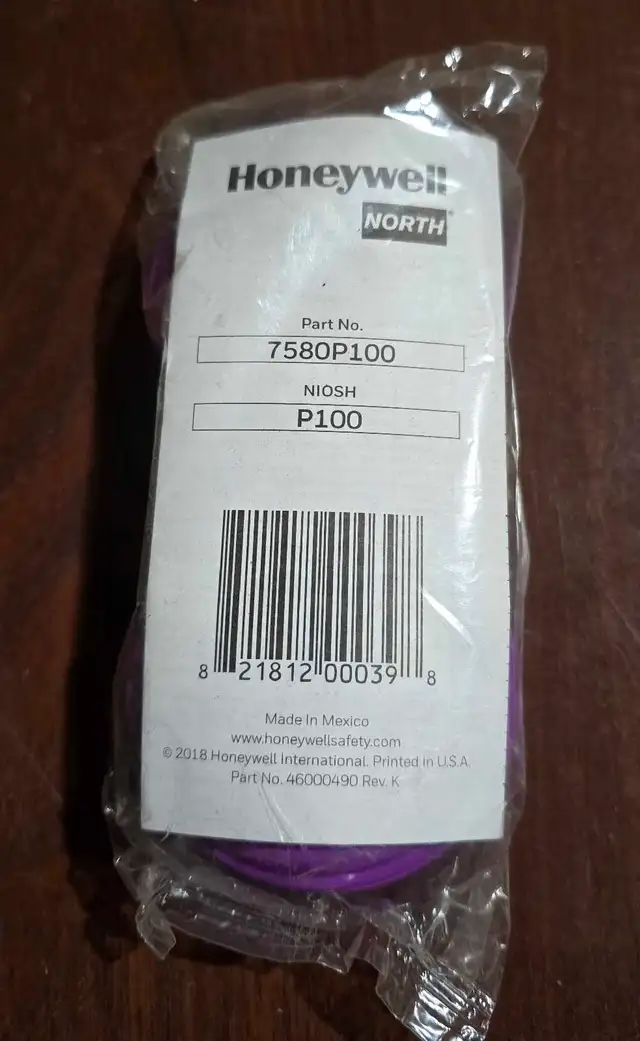 Honeywell
NORTH®
Part No.
7580P100
NIOSH
P100
8 21812 00039 8
Made In Mexico
www.honeywellsafety.com
© 2018 Honeywell International. Printed in U.S.A.
Part No. 46000490 Rev. K